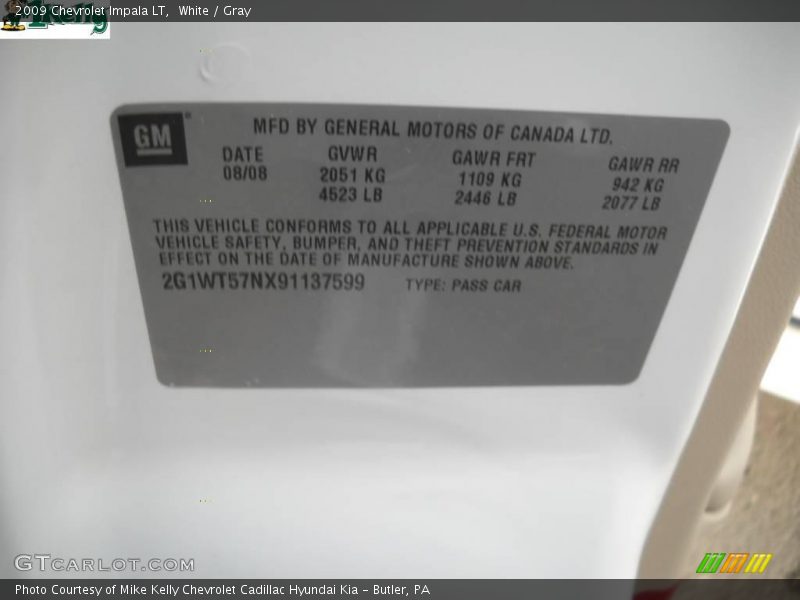 2009 Chevrolet Impala LT, White / Gray
GM
MFD BY GENERAL MOTORS OF CANADA LTD.
DATE GVWR GAWR FRT GAWR RR
08/08 2051 KG 1109 KG 942 KG
4523 LB 2446 LB 2077 LB
THIS VEHICLE CONFORMS TO ALL APPLICABLE U.S. FEDERAL MOTOR
VEHICLE SAFETY, BUMPER, AND THEFT PREVENTION STANDARDS IN
EFFECT ON THE DATE OF MANUFACTURE SHOWN ABOVE.
2G1WT57NX91137599 TYPE: PASS CAR
GTCARLOT.COM
Photo Courtesy of Mike Kelly Chevrolet Cadillac Hyundai Kia - Butler, PA